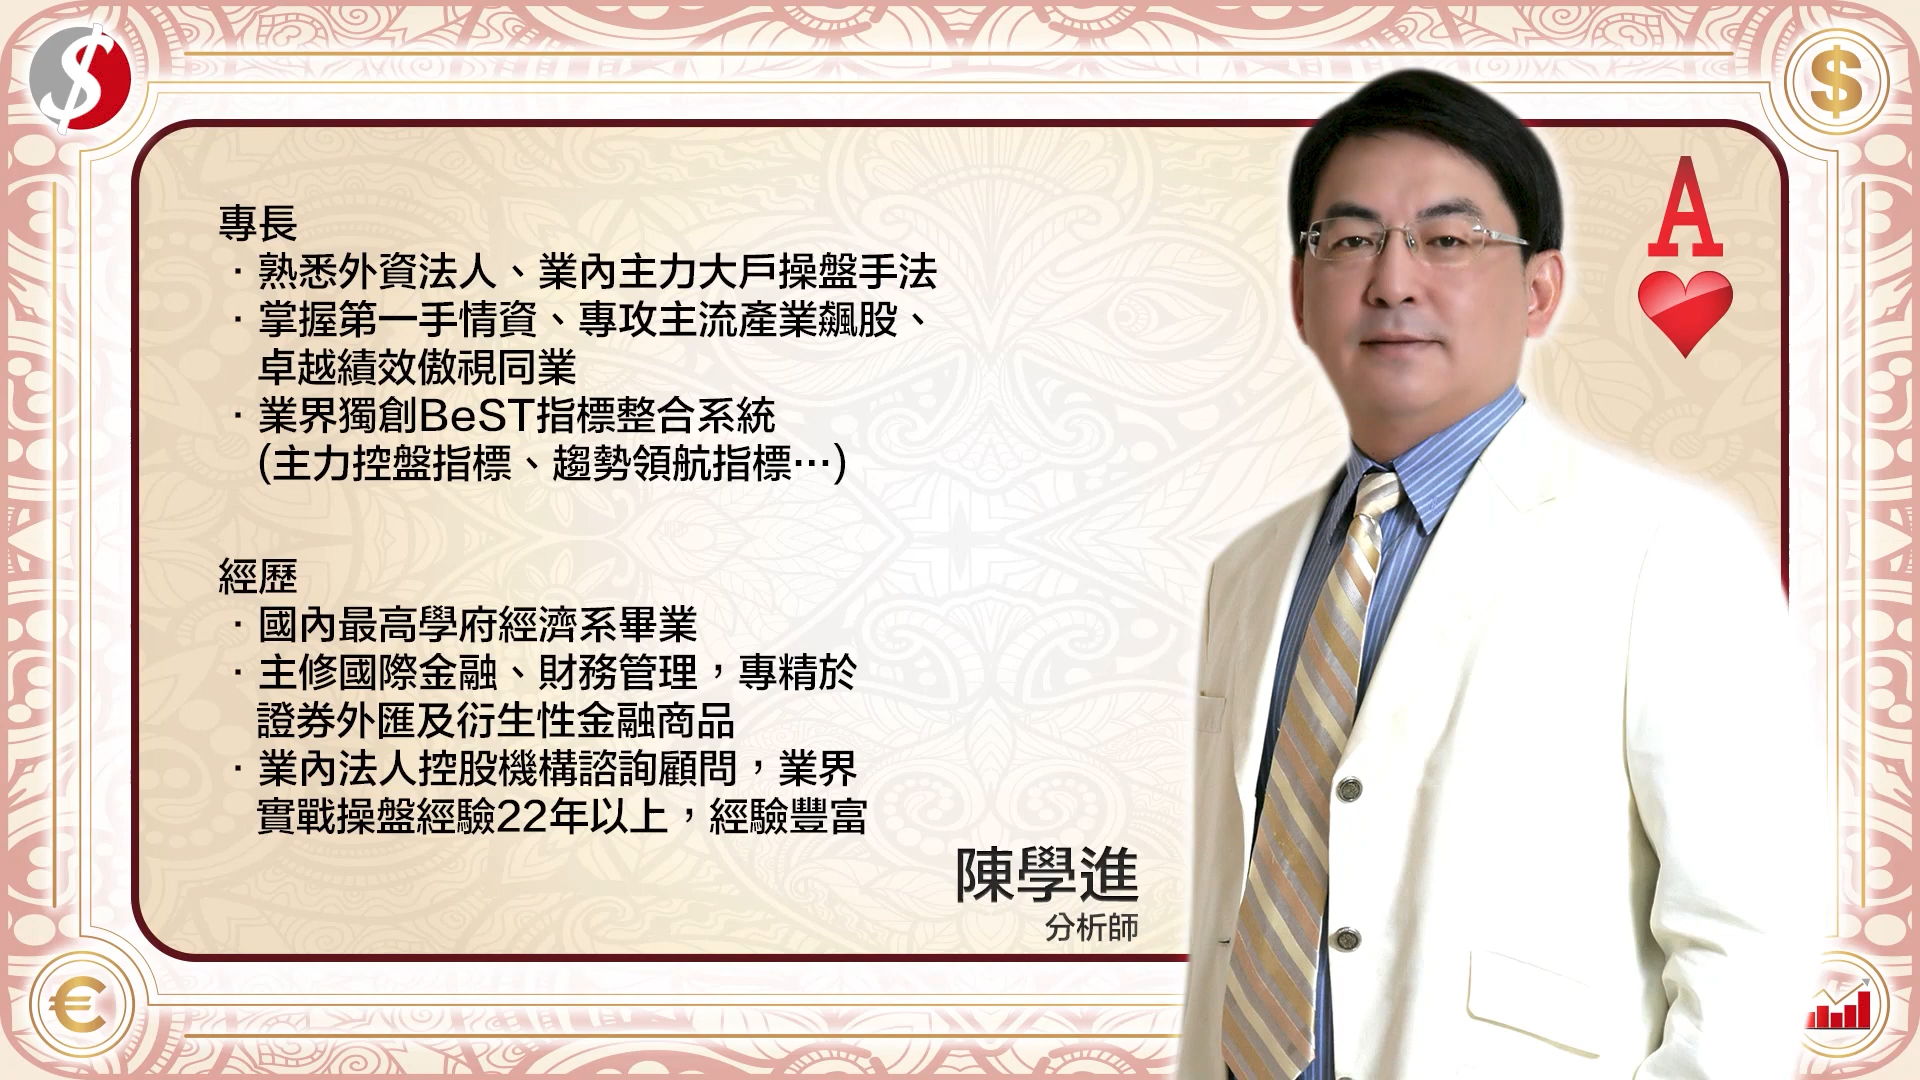 專長
·熟悉外資法人、業內主力大戶操盤手法
·掌握第一手情資、專攻主流產業飆股、
卓越績效傲視同業
·業界獨創BeST指標整合系統
(主力控盤指標、趨勢領航指標…)
經歷
·國內最高學府經濟系畢業
·主修國際金融、財務管理，專精於
證券外匯及衍生性金融商品
·業內法人控股機構諮詢顧問，業界
實戰操盤經驗22年以上，經驗豐富
陳學進
分析師
A
$
$
€